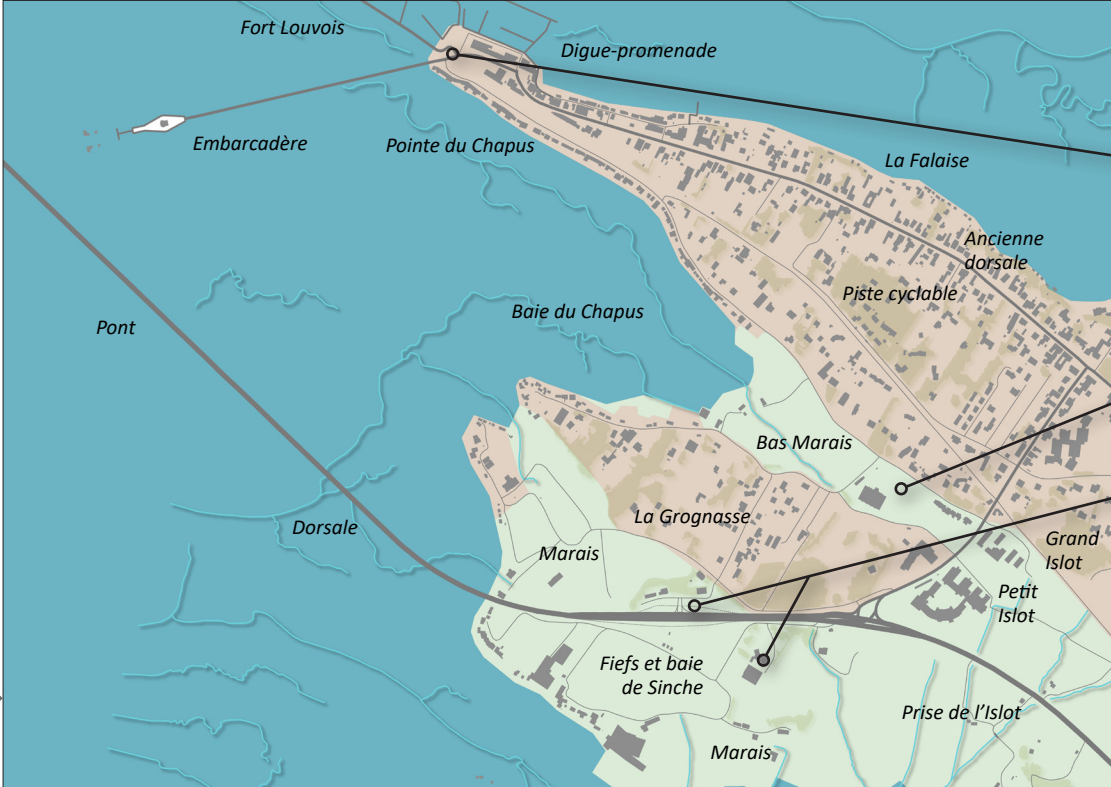 Fort Louvois
Digue-promenade
Embarcadère
Pointe du Chapus
La Falaise
Ancienne
dorsale
Piste cyclable
Baie du Chapus
Pont
Bas Marais
La Grognasse
Dorsale
Marais
Grand
Islot
Petit
Islot
Fiefs et baie
de Sinche
Prise de l'Islot
Marais